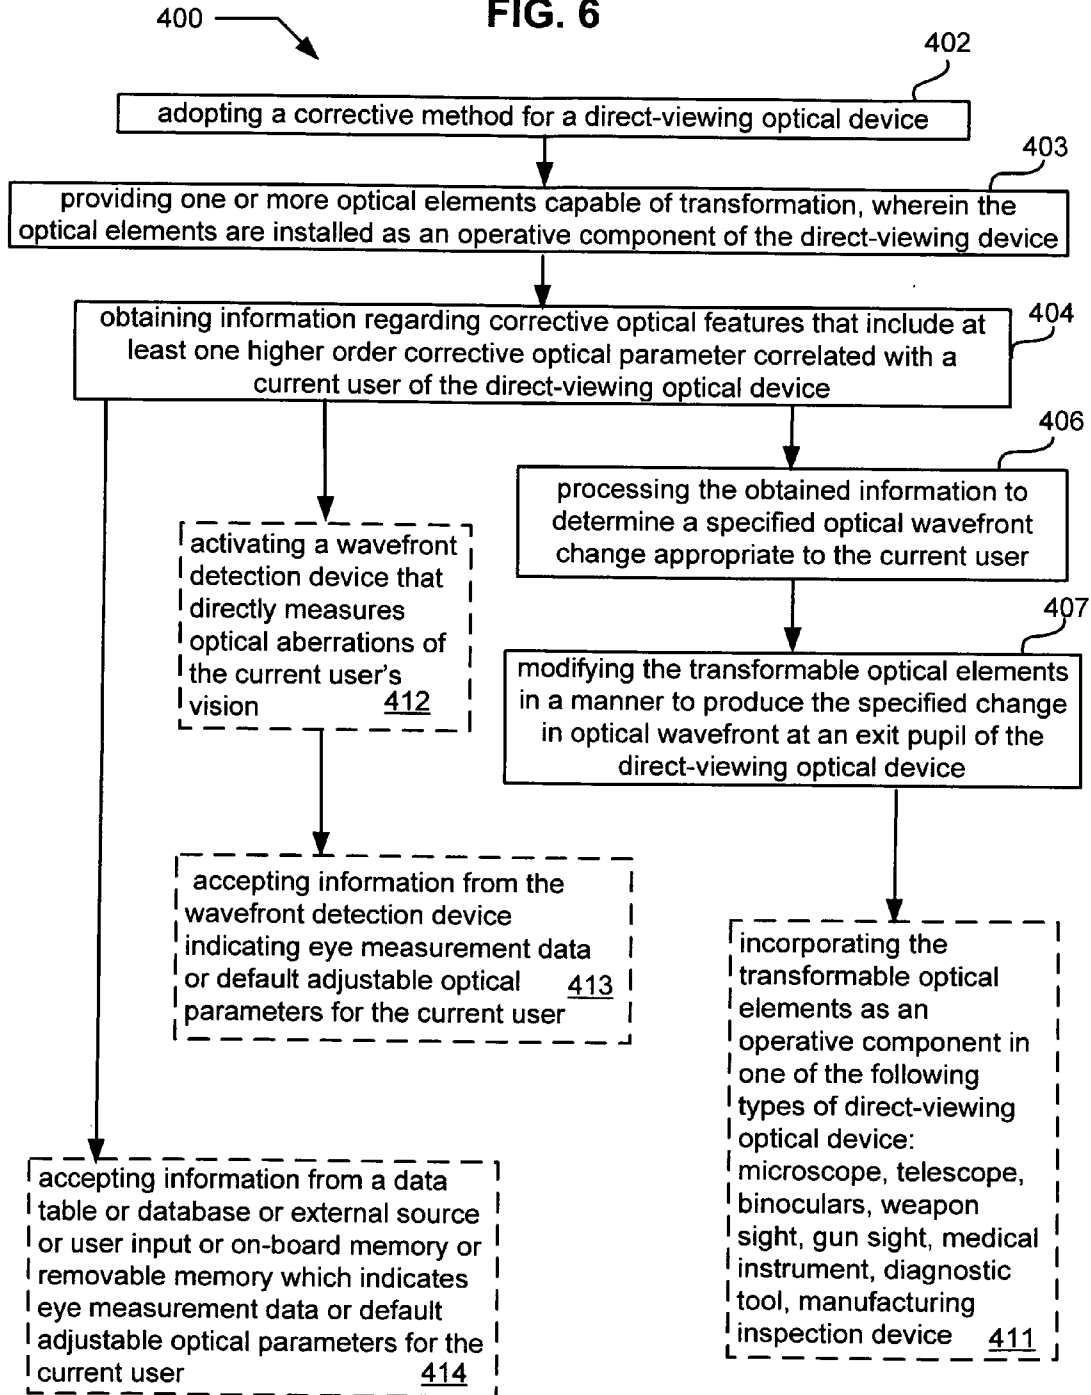 FIG. 6
400
402
adopting a corrective method for a direct-viewing optical device
403
providing one or more optical elements capable of transformation, wherein the
optical elements are installed as an operative component of the direct-viewing device
404
obtaining information regarding corrective optical features that include at
least one higher order corrective optical parameter correlated with a
current user of the direct-viewing optical device
406
processing the obtained information to
determine a specified optical wavefront
change appropriate to the current user
activating a wavefront
detection device that
directly measures
optical aberrations of
the current user's
vision 412
407
modifying the transformable optical elements
in a manner to produce the specified change
in optical wavefront at an exit pupil of the
direct-viewing optical device
accepting information from the
wavefront detection device
indicating eye measurement data
or default adjustable optical 413
parameters for the current user
incorporating the
transformable optical
elements as an
operative component in
one of the following
types of direct-viewing
optical device:
microscope, telescope,
binoculars, weapon
sight, gun sight, medical
instrument, diagnostic
tool, manufacturing
inspection device 411
accepting information from a data
table or database or external source
or user input or on-board memory or
removable memory which indicates
eye measurement data or default
adjustable optical parameters for the
current user 414